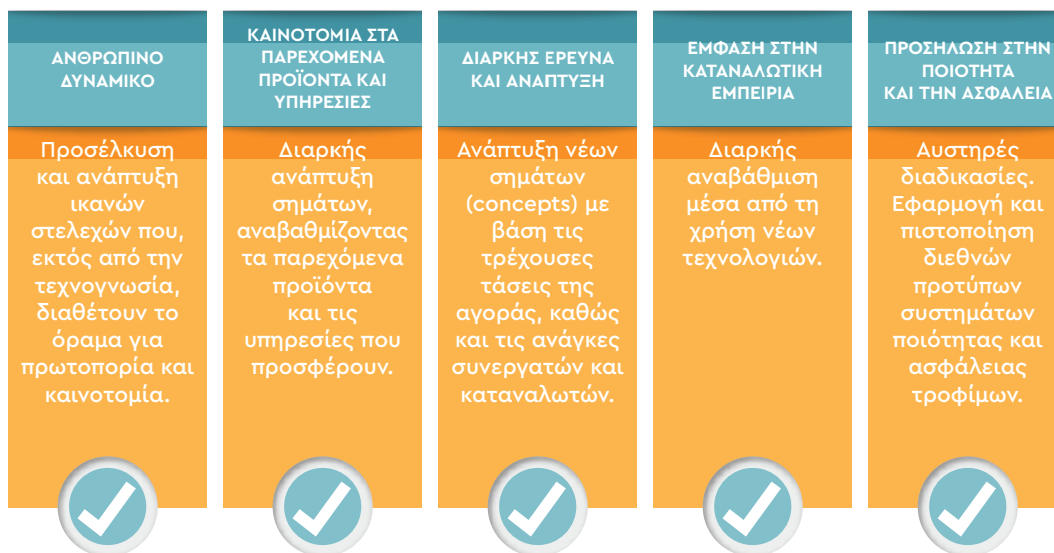 ΑΝΘΡΩΠΙΝΟ
ΔΥΝΑΜΙΚΟ
Προσέλκυση
και ανάπτυξη
ικανών
στελεχών που,
εκτός από την
τεχνογνωσία,
διαθέτουν το
όραμα για
πρωτοπορία και
καινοτομία.
ΚΑΙΝΟΤΟΜΙΑ ΣΤΑ
ΠΑΡΕΧΟΜΕΝΑ
ΠΡΟΪΟΝΤΑ ΚΑΙ
ΥΠΗΡΕΣΙΕΣ
Διαρκής
ανάπτυξη
σημάτων,
αναβαθμίζοντας
τα παρεχόμενα
προϊόντα
και τις
υπηρεσίες που
προσφέρουν.
ΔΙΑΡΚΗΣ ΕΡΕΥΝΑ
ΚΑΙ ΑΝΑΠΤΥΞΗ
Ανάπτυξη νέων
σημάτων
(concepts) με
βάση τις
τρέχουσες
τάσεις της
αγοράς, καθώς
και τις ανάγκες
συνεργατών και
καταναλωτών.
ΕΜΦΑΣΗ ΣΤΗΝ
ΚΑΤΑΝΑΛΩΤΙΚΗ
ΕΜΠΕΙΡΙΑ
Διαρκής
αναβάθμιση
μέσα από τη
χρήση νέων
τεχνολογιών.
ΠΡΟΣΗΛΩΣΗ ΣΤΗΝ
ΠΟΙΟΤΗΤΑ
ΚΑΙ ΤΗΝ ΑΣΦΑΛΕΙΑ
Αυστηρές
διαδικασίες.
Εφαρμογή και
πιστοποίηση
διεθνών
προτύπων
συστημάτων
ποιότητας και
ασφάλειας
τροφίμων.